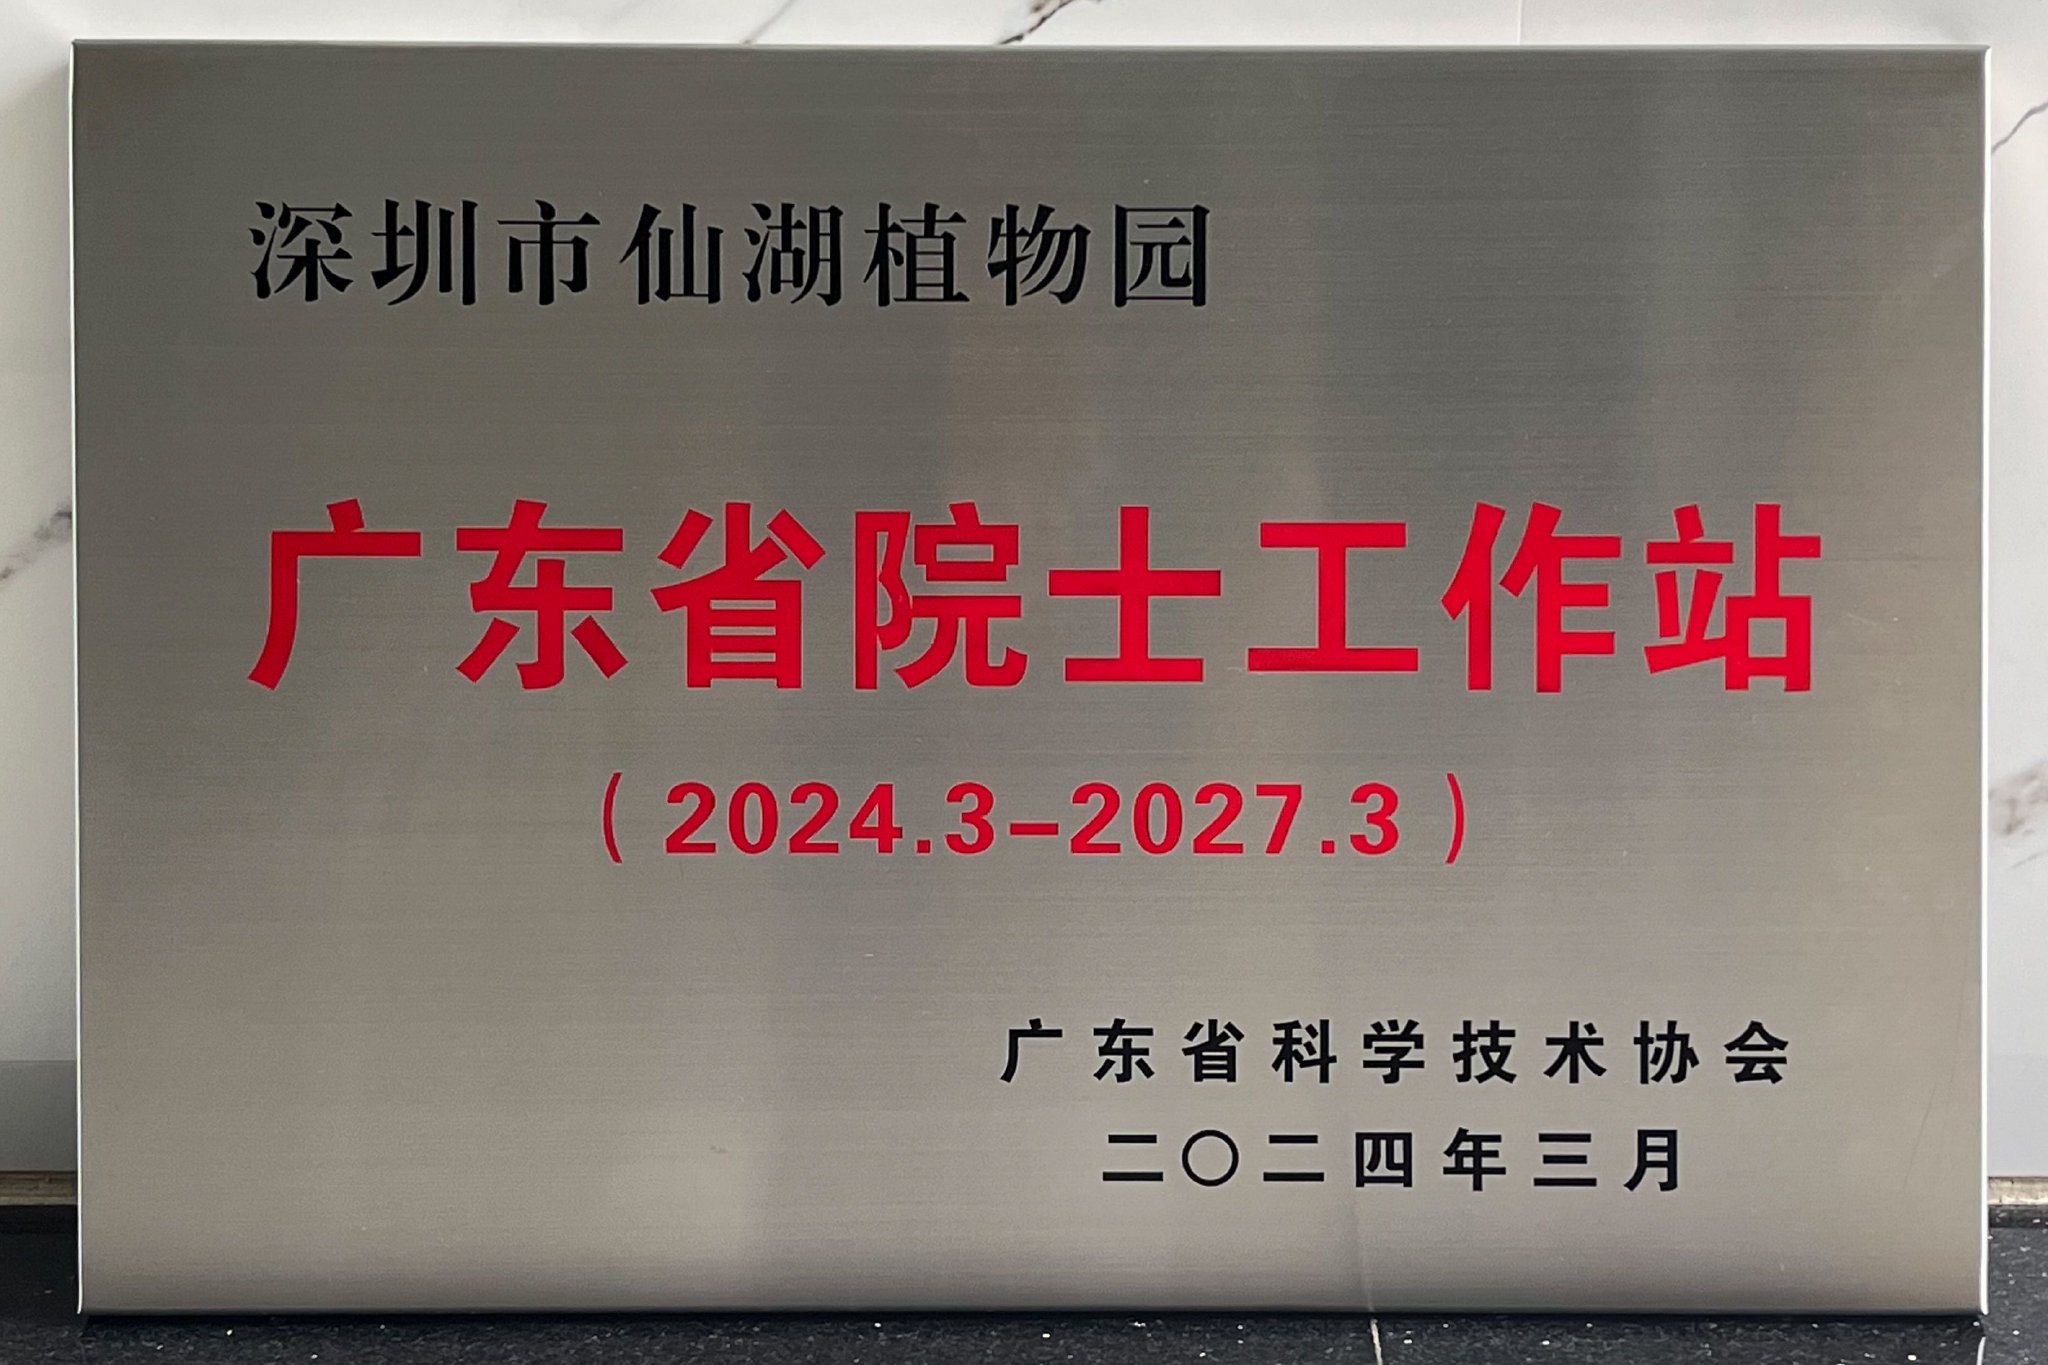 深圳市仙湖植物园
广东省院士工作站
（2024.3-2027.3）
广东省科学技术协会
二〇二四年三月